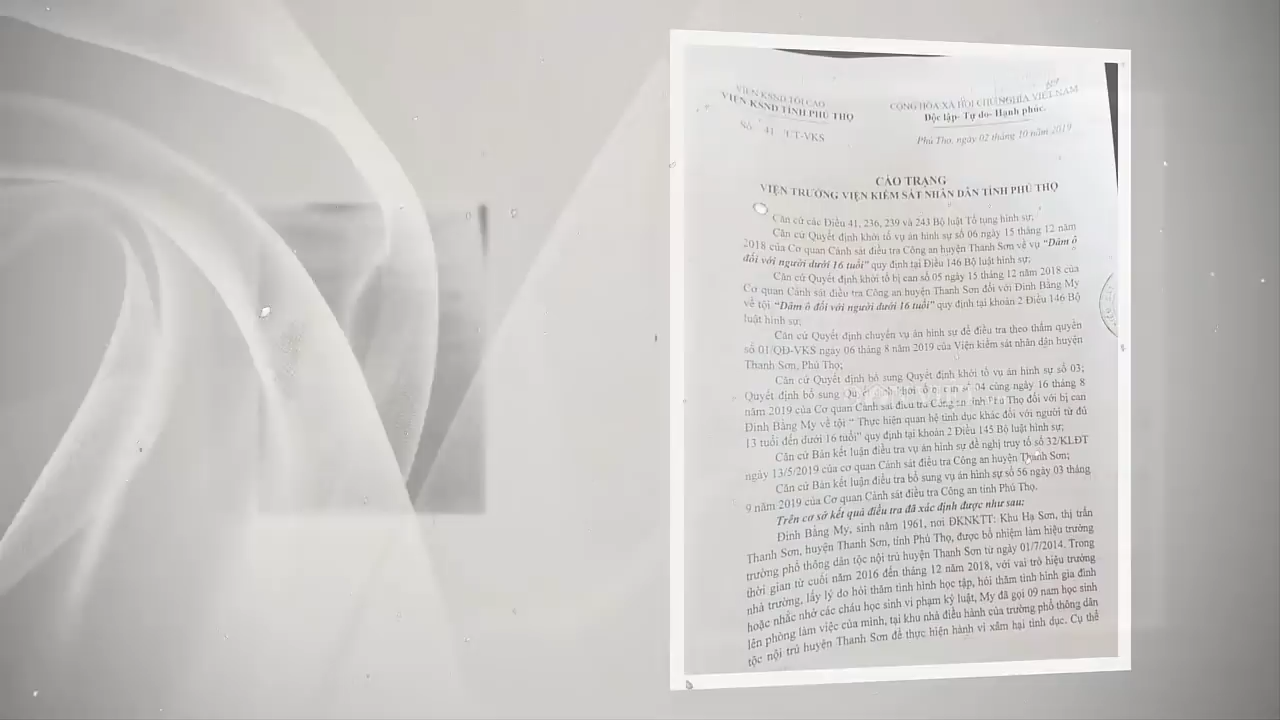 VIỆN KSND TỐI CAO
VIỆN KSND TỈNH PHÚ THỌ
Số: 41 /CT-VKS
CỘNG HÒA XÃ HỘI CHỦ NGHĨA VIỆT NAM
Độc lập- Tự do- Hạnh phúc.
Phú Thọ, ngày 02 tháng 10 năm 2019
CÁO TRẠNG
VIỆN TRƯỞNG VIỆN KIỂM SÁT NHÂN DÂN TỈNH PHÚ THỌ
Căn cứ các Điều 41, 236, 239 và 243 Bộ luật Tố tụng hình sự;
Căn cứ Quyết định khởi tố vụ án hình sự số 06 ngày 15 tháng 12 năm
2018 của Cơ quan Cảnh sát điều tra Công an huyện Thanh Sơn về vụ “Dâm ô
đối với người dưới 16 tuổi” quy định tại Điều 146 Bộ luật hình sự;
Căn cứ Quyết định khởi tố bị can số 05 ngày 15 tháng 12 năm 2018 của
Cơ quan Cảnh sát điều tra Công an huyện Thanh Sơn đối với Đinh Bằng My
về tội “Dâm ô đối với người dưới 16 tuổi” quy định tại khoản 2 Điều 146 Bộ
luật hình sự;
Căn cứ Quyết định chuyển vụ án hình sự để điều tra theo thẩm quyền
số 01/QĐ-VKS ngày 06 tháng 8 năm 2019 của Viện kiểm sát nhân dân huyện
Thanh Sơn, Phú Thọ;
Căn cứ Quyết định bổ sung Quyết định khởi tố vụ án hình sự số 03;
Quyết định bổ sung khởi tố số 04 cùng ngày 16 tháng 8
năm 2019 của Cơ quan Cảnh sát điều tra Công an tỉnh Phú Thọ đối với bị can
Đinh Bằng My về tội “ Thực hiện quan hệ tình dục khác đối với người từ đủ
13 tuổi đến dưới 16 tuổi” quy định tại khoản 2 Điều 145 Bộ luật hình sự;
Căn cứ Bản kết luận điều tra vụ án hình sự đề nghị truy tố số 32/KLĐT
ngày 13/5/2019 của cơ quan Cảnh sát điều tra Công an huyện Thanh Sơn;
Căn cứ Bản kết luận điều tra bổ sung vụ án hình sự số 56 ngày 03 tháng
9 năm 2019 của Cơ quan Cảnh sát điều tra Công an tỉnh Phú Thọ.
Trên cơ sở kết quả điều tra đã xác định được như sau:
Đinh Bằng My, sinh năm 1961, nơi ĐKNKTT: Khu Hạ Sơn, thị trấn
Thanh Sơn, huyện Thanh Sơn, tỉnh Phú Thọ, được bổ nhiệm làm hiệu trưởng
trường phổ thông dân tộc nội trú huyện Thanh Sơn từ ngày 01/7/2014. Trong
thời gian từ cuối năm 2016 đến tháng 12 năm 2018, với vai trò hiệu trưởng
nhà trường, lấy lý do hỏi thăm tình hình học tập, hỏi thăm tình hình gia đình
hoặc nhắc nhở các cháu học sinh vi phạm kỷ luật, My đã gọi 09 nam học sinh
lên phòng làm việc của mình, tại khu nhà điều hành của trường phổ thông dân
tộc nội trú huyện Thanh Sơn để thực hiện hành vi xâm hại tình dục. Cụ thể